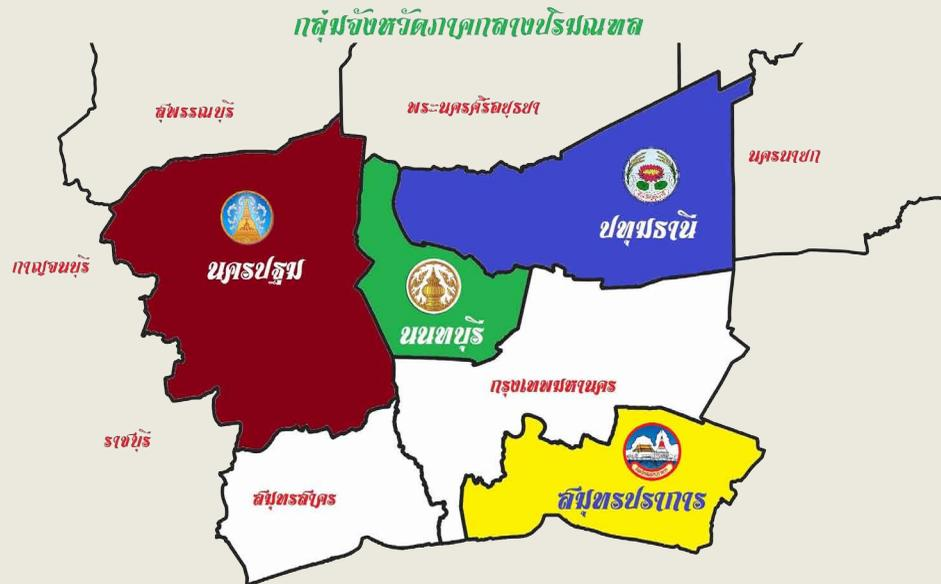 กลุ่มจังหวัดภาคกลางปริมณฑล
สุพรรณบุรี
พระนครศรีอยุธยา
นครนายก
ปทุมธานี
กาญจนบุรี
นครปฐม
นนทบุรี
กรุงเทพมหานคร
ราชบุรี
สมุทรสาคร
สมุทรปราการ